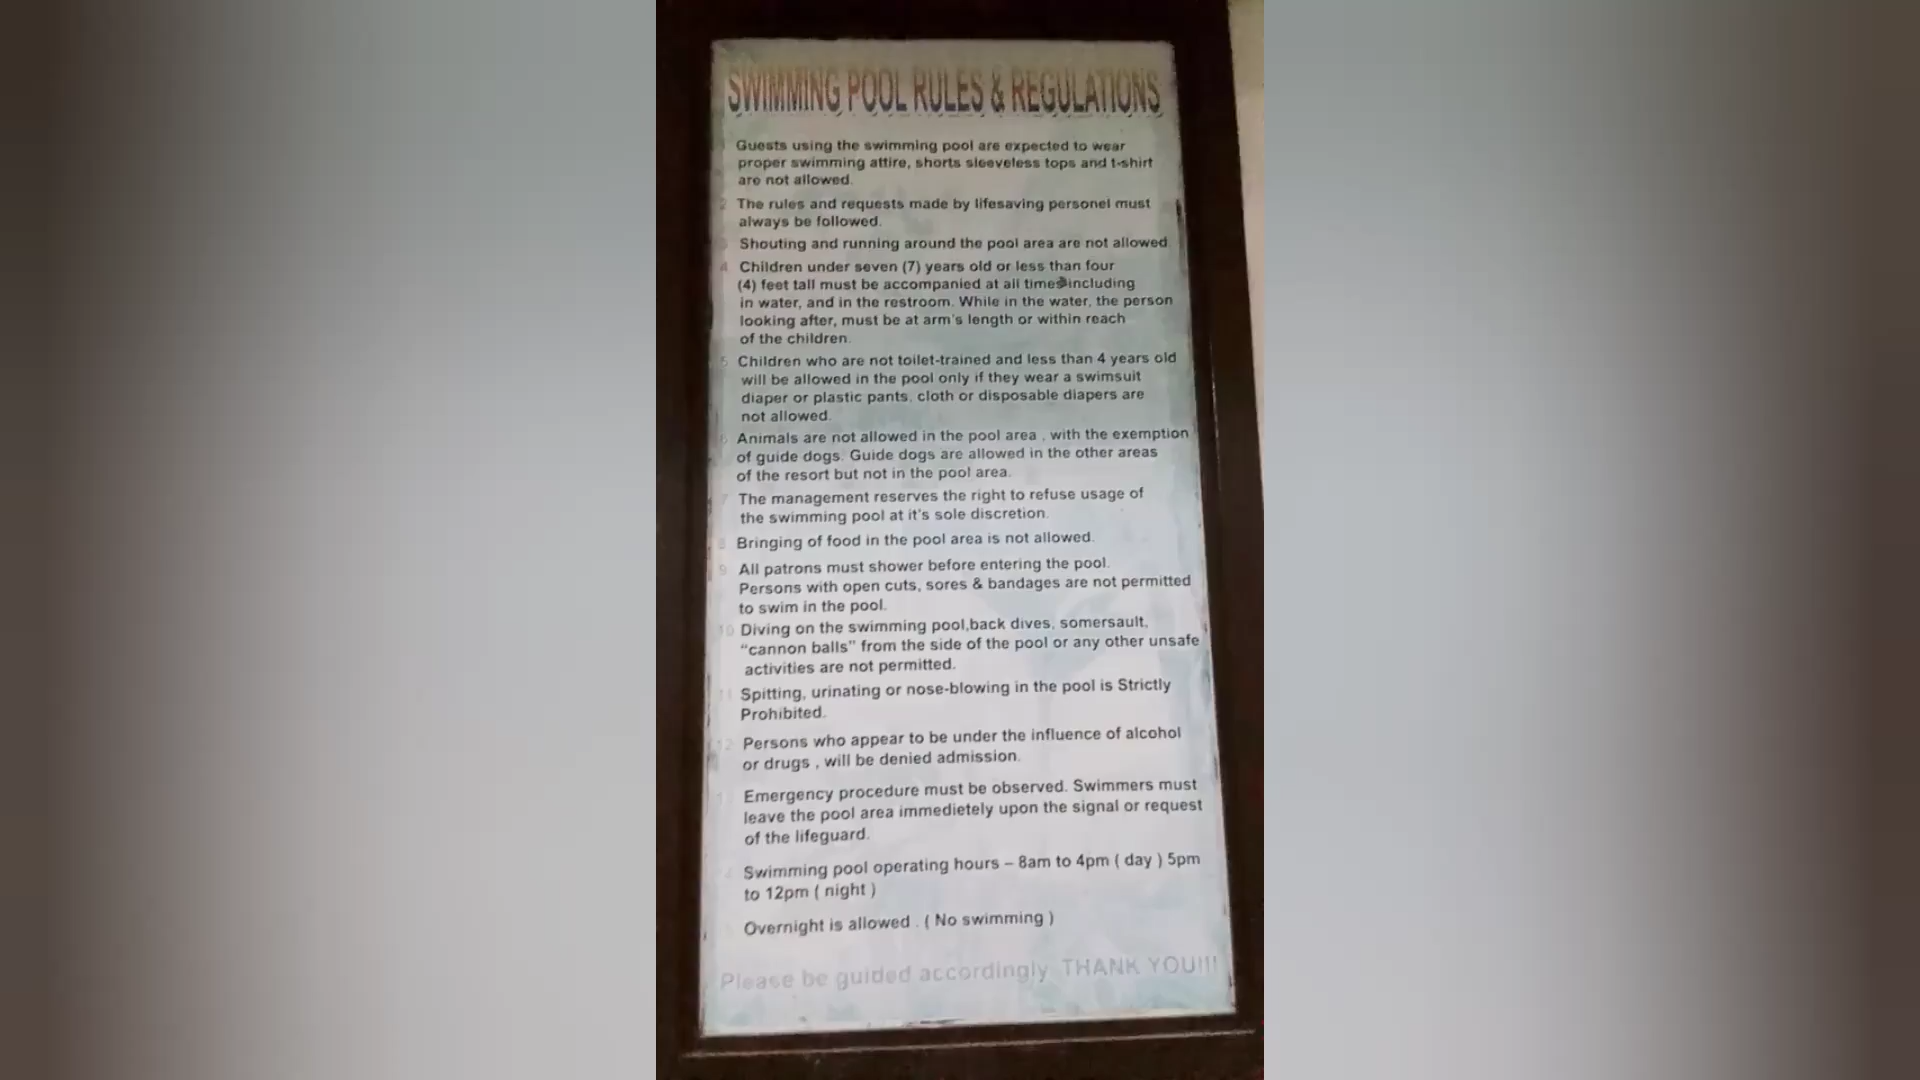 SWIMMING POOL RULES & REGULATIONS
Guests using the swimming pool are expected to wear
proper swimming attire, shorts sleeveless tops and t-shirt
are not allowed.
2 The rules and requests made by lifesaving personel must
always be followed.
3 Shouting and running around the pool area are not allowed
4 Children under seven (7) years old or less than four
(4) feet tall must be accompanied at all times including
in water, and in the restroom. While in the water, the person
looking after, must be at arm's length or within reach
of the children.
5 Children who are not toilet-trained and less than 4 years old
will be allowed in the pool only if they wear a swimsuit
diaper or plastic pants, cloth or disposable diapers are
not allowed.
6 Animals are not allowed in the pool area , with the exemption
of guide dogs. Guide dogs are allowed in the other areas
of the resort but not in the pool area.
7 The management reserves the right to refuse usage of
the swimming pool at it's sole discretion.
8 Bringing of food in the pool area is not allowed.
9 All patrons must shower before entering the pool.
Persons with open cuts, sores & bandages are not permitted
to swim in the pool.
10 Diving on the swimming pool,back dives, somersault,
"cannon balls" from the side of the pool or any other unsafe
activities are not permitted.
11 Spitting, urinating or nose-blowing in the pool is Strictly
Prohibited.
12 Persons who appear to be under the influence of alcohol
or drugs , will be denied admission.
Emergency procedure must be observed. Swimmers must
leave the pool area immedietely upon the signal or request
of the lifeguard.
Swimming pool operating hours – 8am to 4pm ( day ) 5pm
to 12pm ( night )
Overnight is allowed . ( No swimming )
Please be guided accordingly THANK YOU!!!